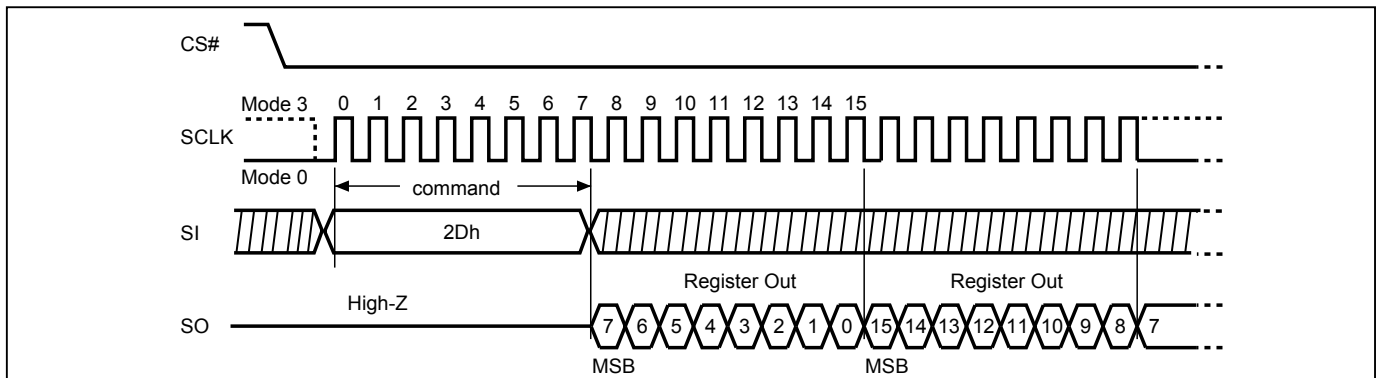 CS#
Mode 3 0 1 2 3 4 5 6 7 8 9 10 11 12 13 14 15
SCLK
Mode 0
command
SI
2Dh
Register Out Register Out
High-Z
SO
7 6 5 4 3 2 1 0 15 14 13 12 11 10 9 8 7
MSB MSB